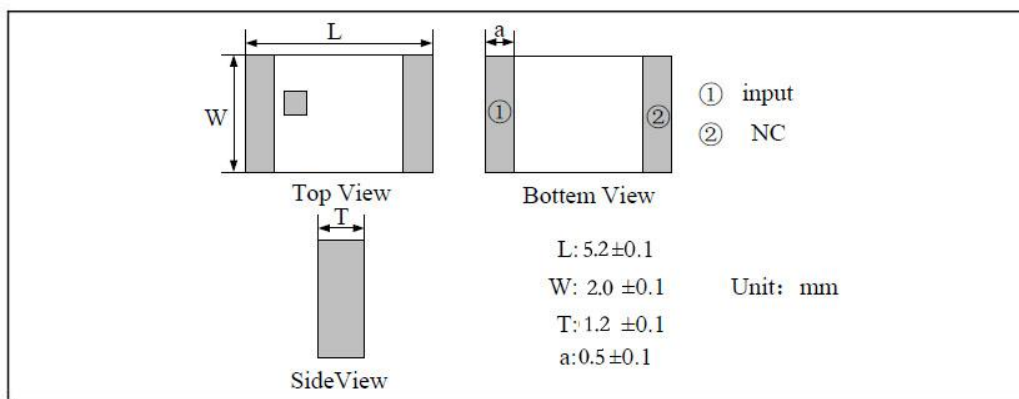 L
a
W
① input
①
②
② NC
Top View
Bottem View
T
L: 5.2±0.1
W: 2.0 ±0.1
Unit: mm
T: 1.2 ±0.1
a:0.5±0.1
SideView